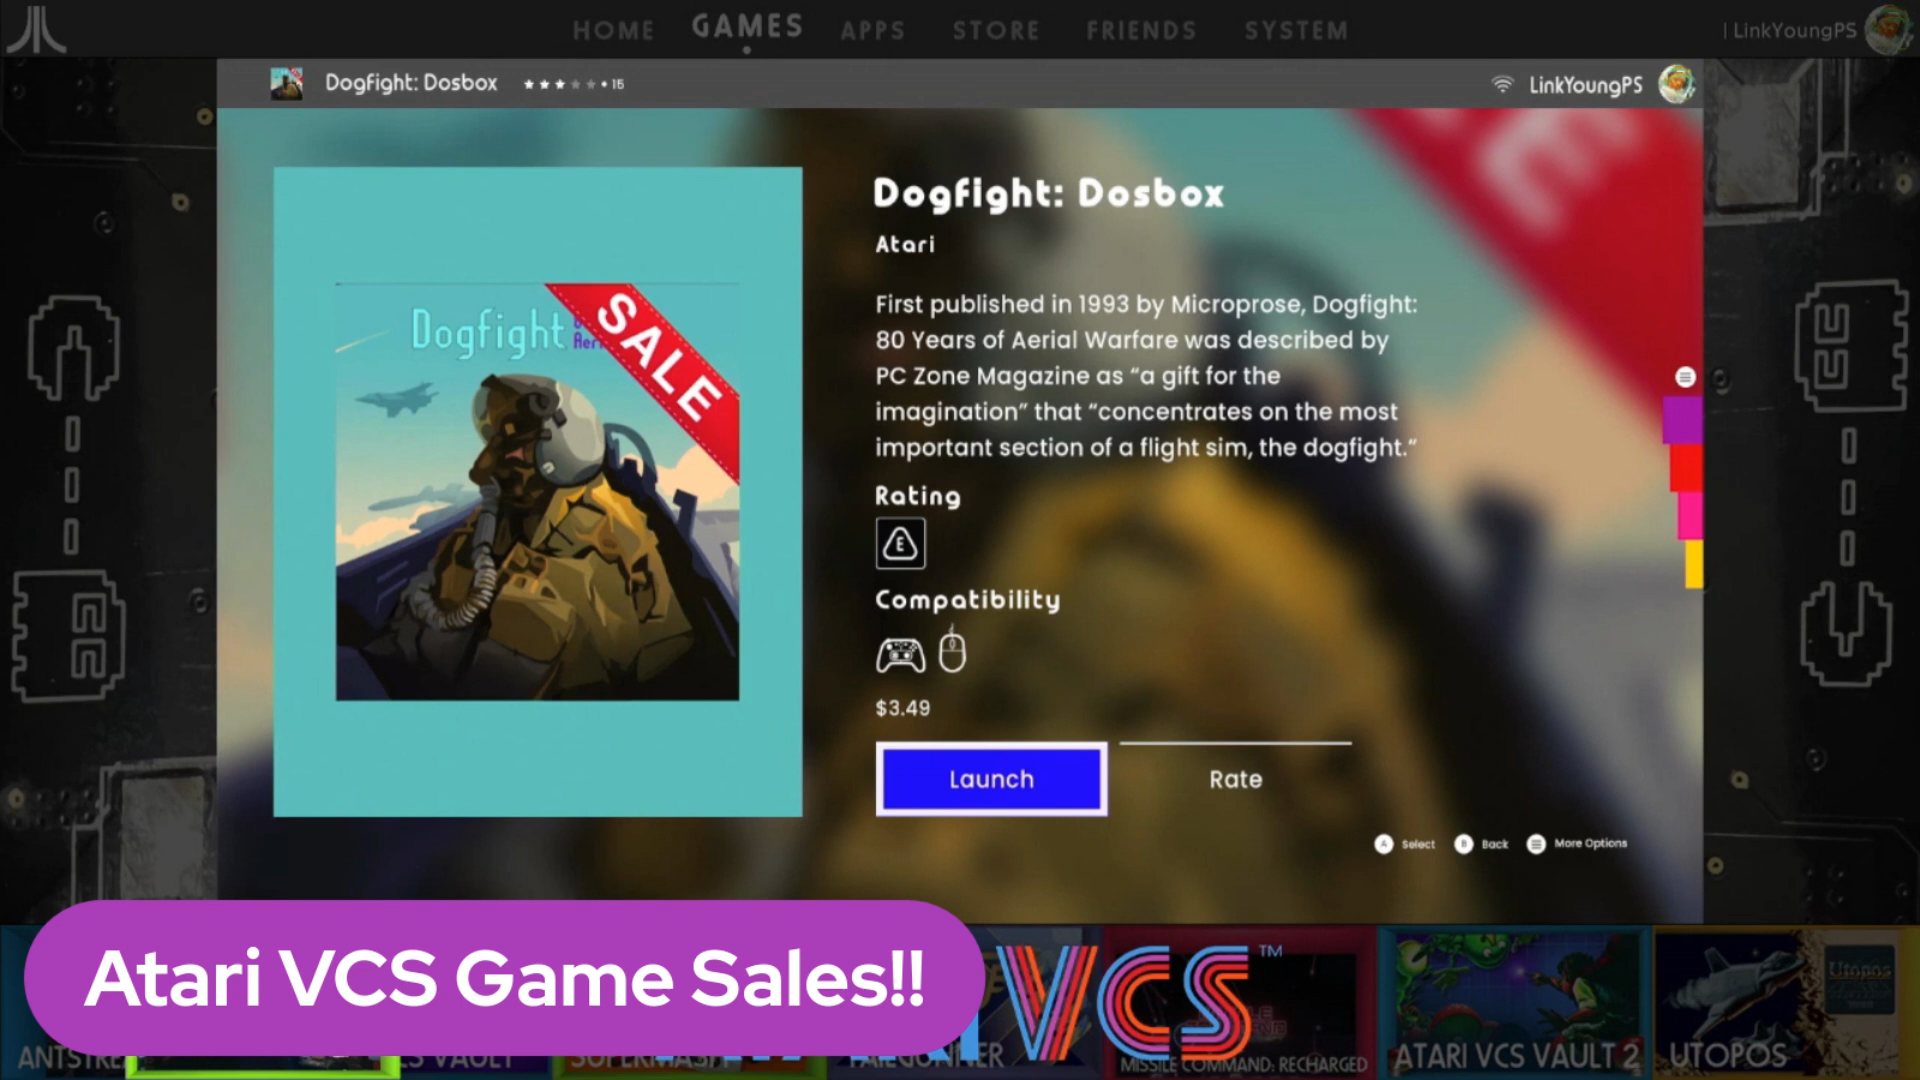 HOME GAMES APPS STORE FRIENDS SYSTEM | LinkYoungPS
Dogfight: Dosbox • 15 LinkYoungPS
Dogfight
SALE
Dogfight: Dosbox
Atari
First published in 1993 by Microprose, Dogfight:
80 Years of Aerial Warfare was described by
PC Zone Magazine as “a gift for the
imagination” that “concentrates on the most
important section of a flight sim, the dogfight.”
Rating
E
Compatibility
$3.49
Launch Rate
A Select B Back More Options
Atari VCS Game Sales!!
VCS™
Utopos
MISSILE COMMAND: RECHARGED
ATARI VCS VAULT 2
UTOPOS
VAULT